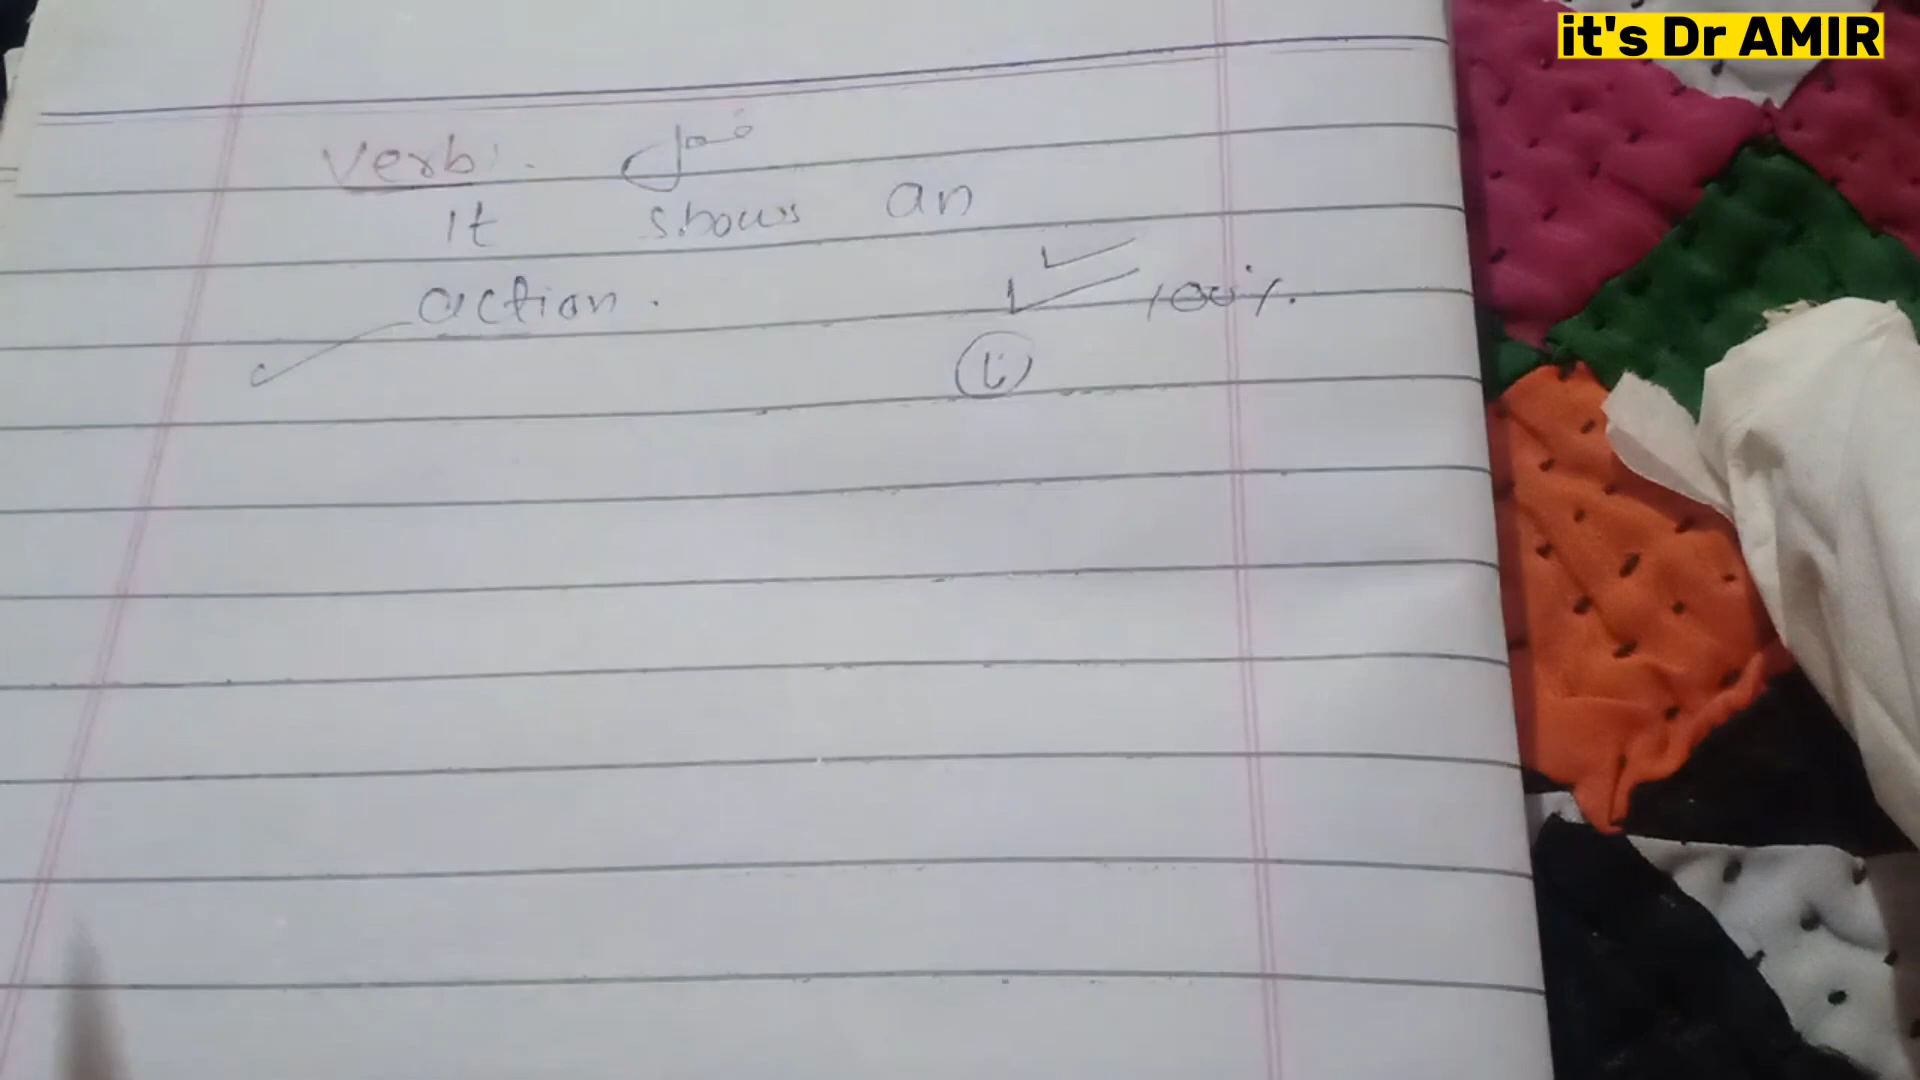 it's Dr AMIR
verb:- فعل
It shows an
action.
100%.